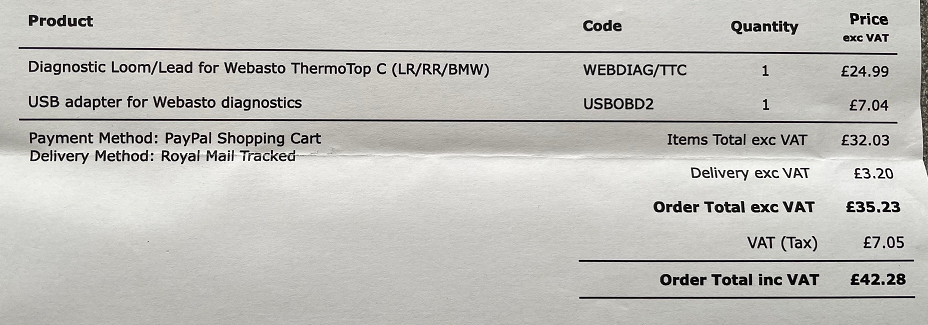 Product Code Quantity Price
exc VAT
Diagnostic Loom/Lead for Webasto ThermoTop C (LR/RR/BMW) WEBDIAG/TTC 1 £24.99
USB adapter for Webasto diagnostics USBOBD2 1 £7.04
Payment Method: PayPal Shopping Cart Items Total exc VAT £32.03
Delivery Method: Royal Mail Tracked
Delivery exc VAT £3.20
Order Total exc VAT £35.23
VAT (Tax) £7.05
Order Total inc VAT £42.28